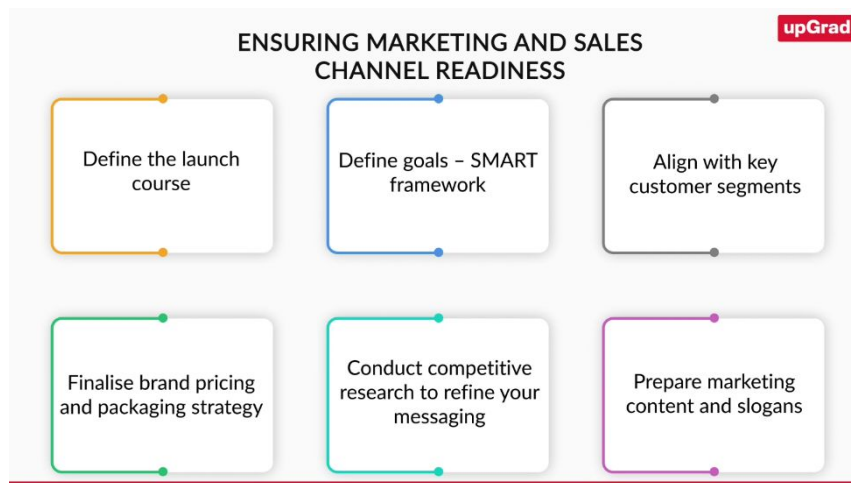 upGrad
ENSURING MARKETING AND SALES
CHANNEL READINESS
Define the launch
course
Define goals – SMART
framework
Align with key
customer segments
Finalise brand pricing
and packaging strategy
Conduct competitive
research to refine your
messaging
Prepare marketing
content and slogans